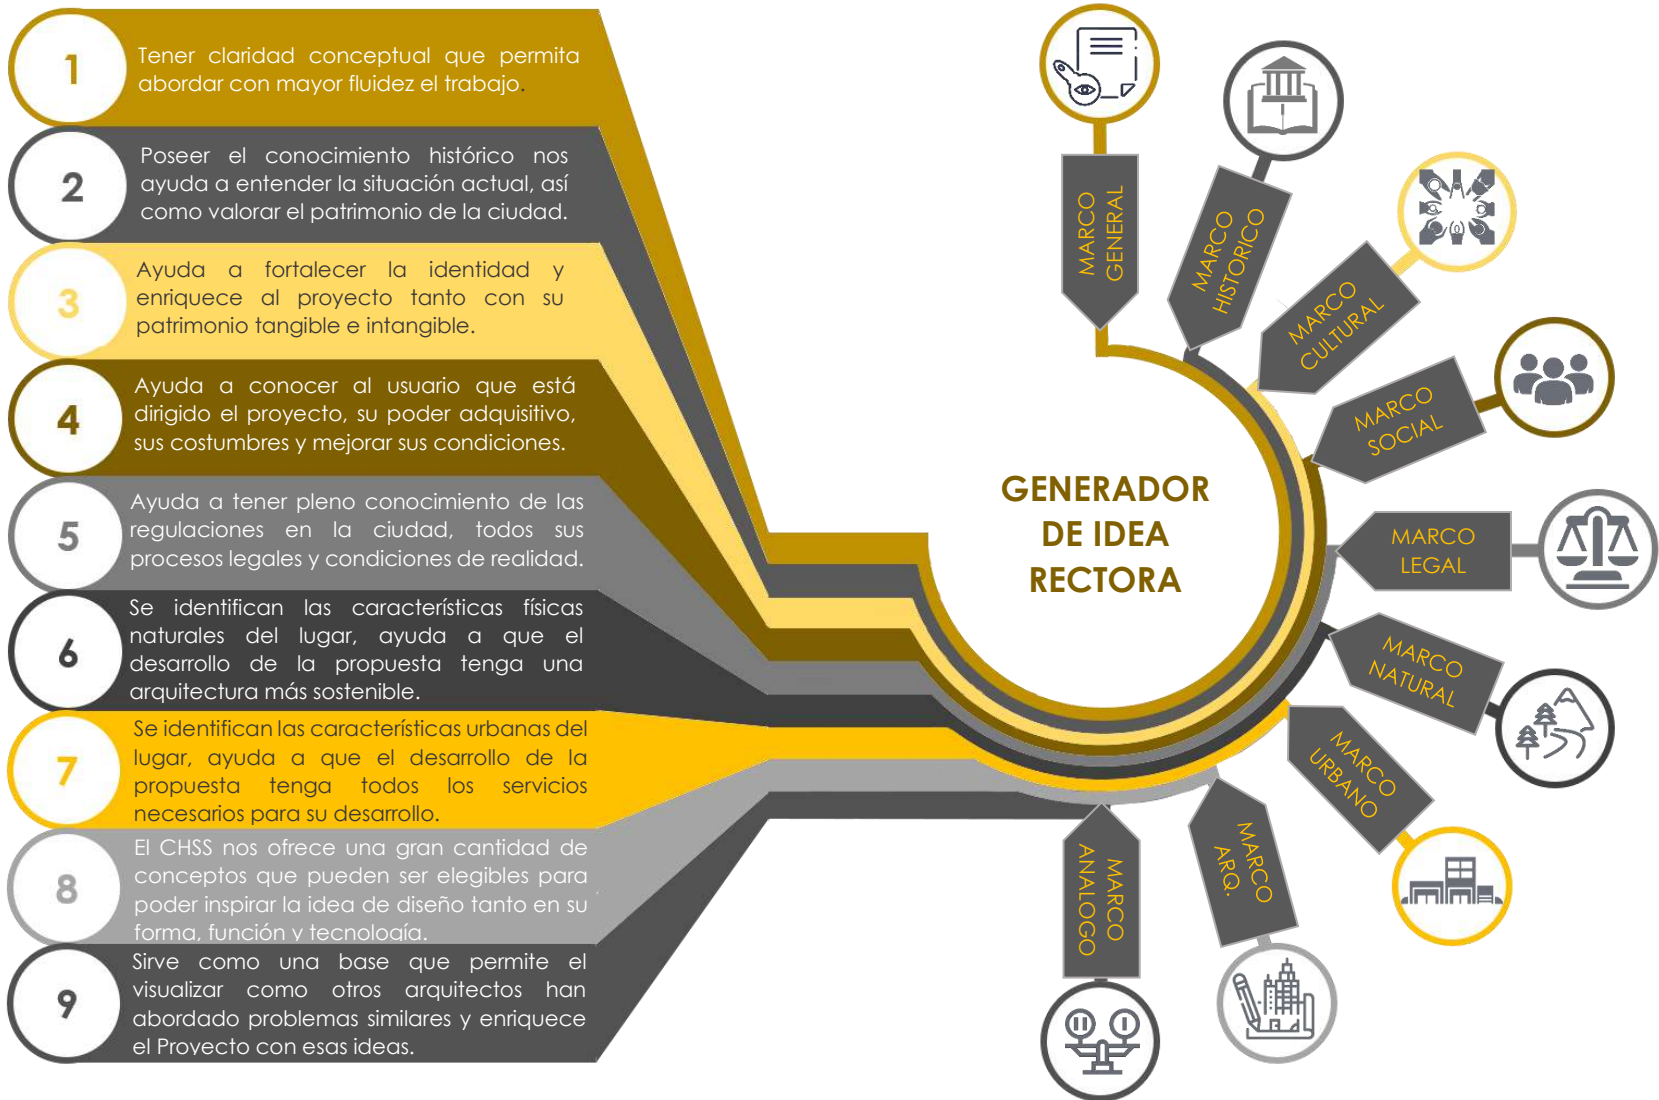 1
Tener claridad conceptual que permita
abordar con mayor fluidez el trabajo.
2
Poseer el conocimiento histórico nos
ayuda a entender la situación actual, así
como valorar el patrimonio de la ciudad.
3
Ayuda a fortalecer la identidad y
enriquece al proyecto tanto con su
patrimonio tangible e intangible.
4
Ayuda a conocer al usuario que está
dirigido el proyecto, su poder adquisitivo,
sus costumbres y mejorar sus condiciones.
5
Ayuda a tener pleno conocimiento de las
regulaciones en la ciudad, todos sus
procesos legales y condiciones de realidad.
6
Se identifican las característícas físicas
naturales del lugar, ayuda a que el
desarrollo de la propuesta tenga una
arquitectura más sostenible.
7
Se identifican las característícas urbanas del
lugar, ayuda a que el desarrollo de la
propuesta tenga todos los servicios
necesarios para su desarrollo.
8
El CHSS nos ofrece una gran cantidad de
conceptos que pueden ser elegibles para
poder inspirar la idea de diseño tanto en su
forma, función y tecnología.
9
Sirve como una base que permite el
visualizar como otros arquitectos han
abordado problemas similares y enriquece
el Proyecto con esas ideas.
GENERADOR
DE IDEA
RECTORA
MARCO
GENERAL
MARCO
HISTORICO
MARCO
CULTURAL
MARCO
SOCIAL
MARCO
LEGAL
MARCO
NATURAL
MARCO
URBANO
MARCO
ARQ.
MARCO
ANALOGO